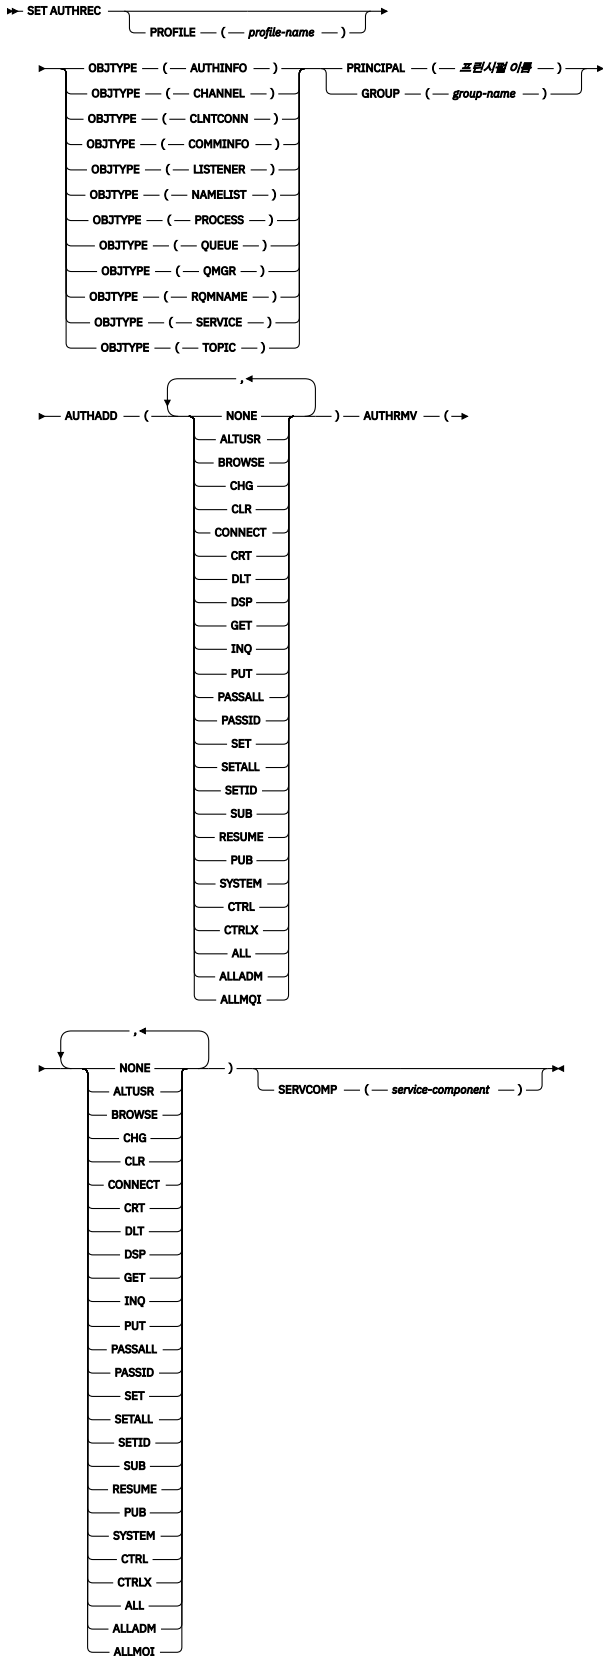 SET AUTHREC
PROFILE ( profile-name )
OBJTYPE ( AUTHINFO ) PRINCIPAL ( 프린시펄 이름 )
OBJTYPE ( CHANNEL ) GROUP ( group-name )
OBJTYPE ( CLNTCONN )
OBJTYPE ( COMMINFO )
OBJTYPE ( LISTENER )
OBJTYPE ( NAMELIST )
OBJTYPE ( PROCESS )
OBJTYPE ( QUEUE )
OBJTYPE ( QMGR )
OBJTYPE ( RQMNAME )
OBJTYPE ( SERVICE )
OBJTYPE ( TOPIC )
,
AUTHADD ( NONE ) AUTHRMV (
ALTUSR
BROWSE
CHG
CLR
CONNECT
CRT
DLT
DSP
GET
INQ
PUT
PASSALL
PASSID
SET
SETALL
SETID
SUB
RESUME
PUB
SYSTEM
CTRL
CTRLX
ALL
ALLADM
ALLMQI
,
NONE )
SERVCOMP ( service-component )
ALTUSR
BROWSE
CHG
CLR
CONNECT
CRT
DLT
DSP
GET
INQ
PUT
PASSALL
PASSID
SET
SETALL
SETID
SUB
RESUME
PUB
SYSTEM
CTRL
CTRLX
ALL
ALLADM
ALLMQI